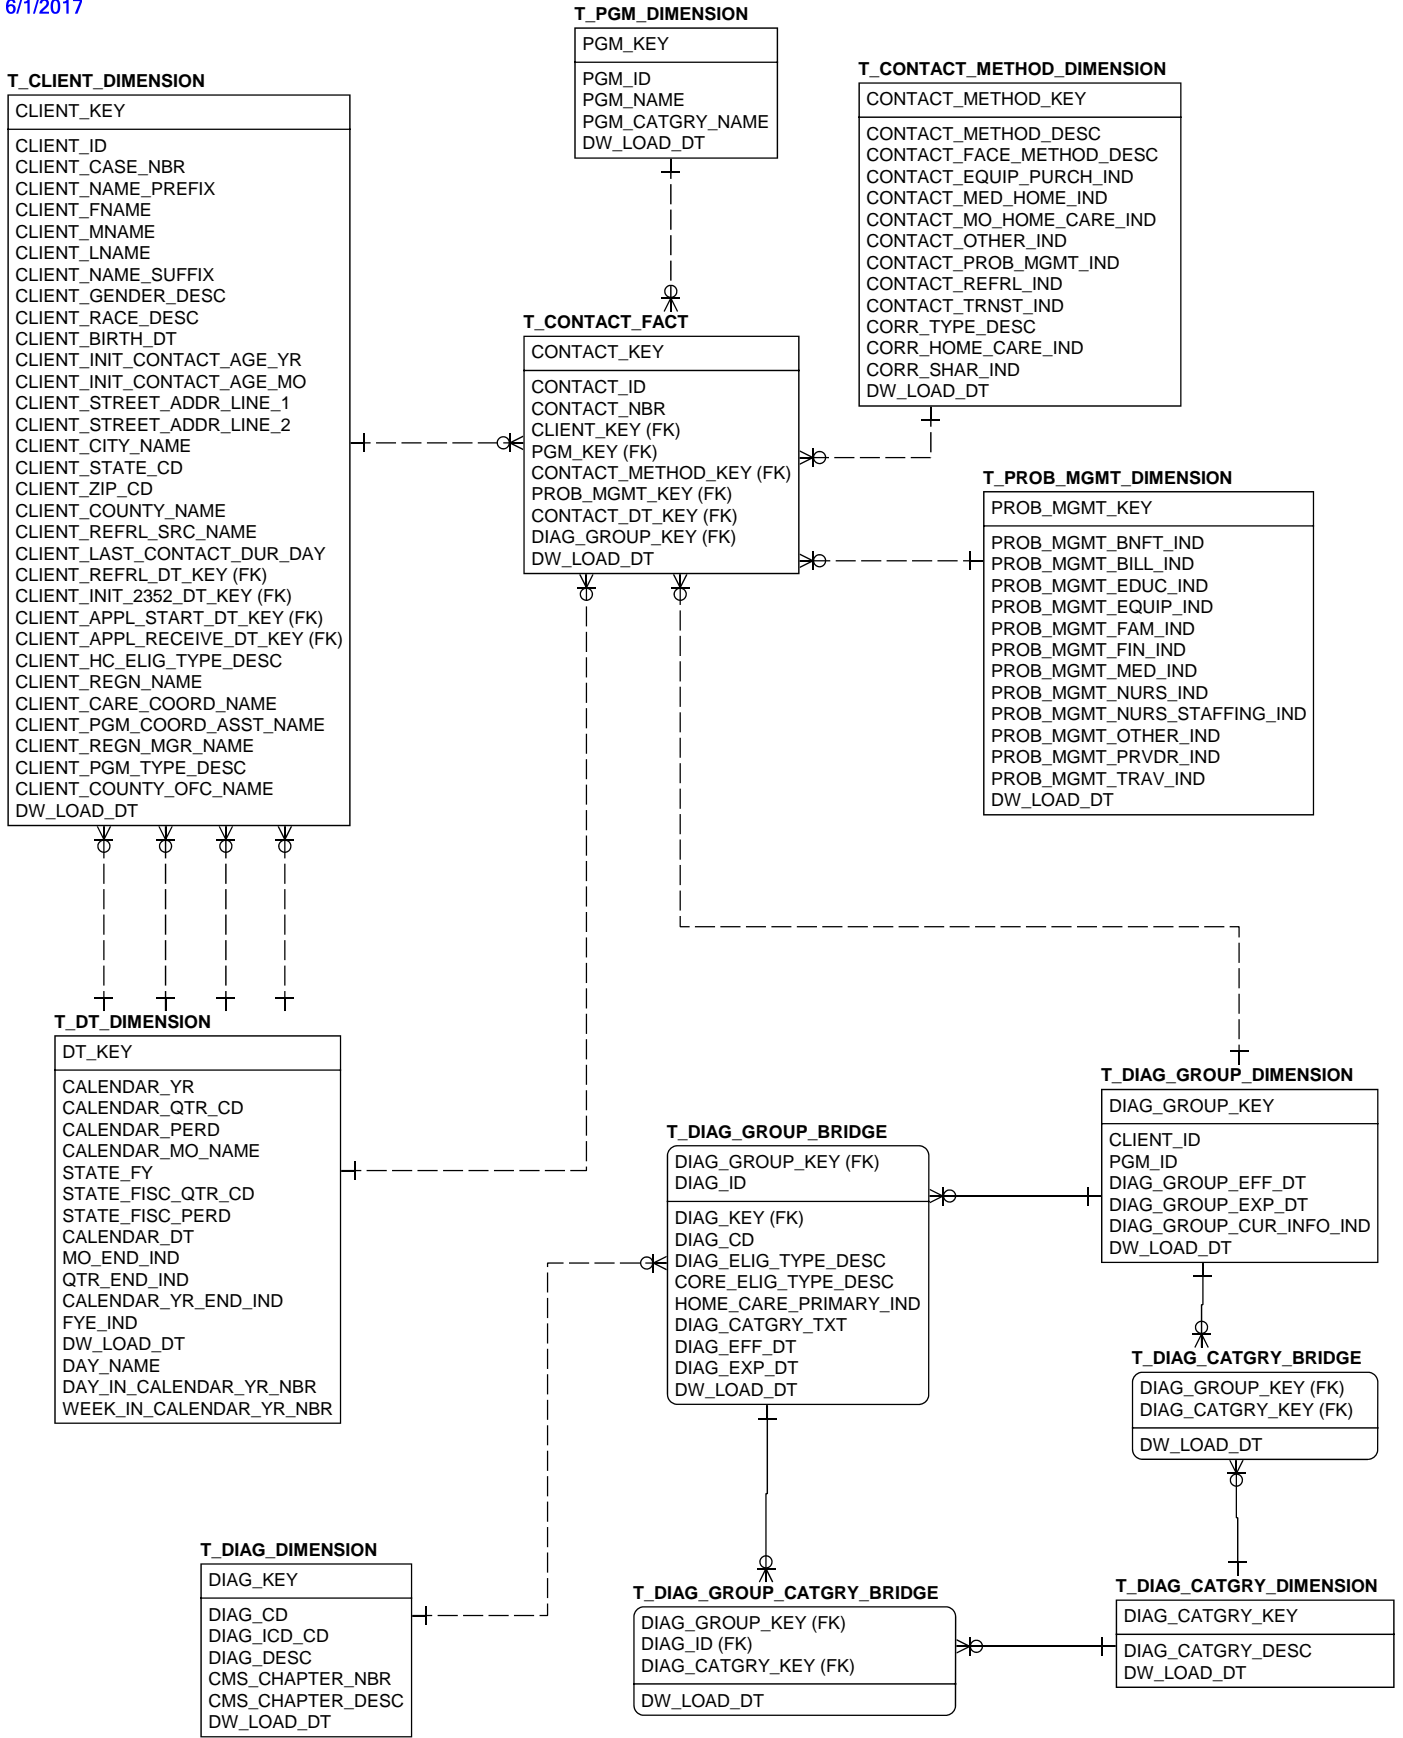 6/1/2017
T_PGM_DIMENSION
PGM_KEY
PGM_ID
PGM_NAME
PGM_CATGRY_NAME
DW_LOAD_DT
T_CLIENT_DIMENSION
CLIENT_KEY
CLIENT_ID
CLIENT_CASE_NBR
CLIENT_NAME_PREFIX
CLIENT_FNAME
CLIENT_MNAME
CLIENT_LNAME
CLIENT_NAME_SUFFIX
CLIENT_GENDER_DESC
CLIENT_RACE_DESC
CLIENT_BIRTH_DT
CLIENT_INIT_CONTACT_AGE_YR
CLIENT_INIT_CONTACT_AGE_MO
CLIENT_STREET_ADDR_LINE_1
CLIENT_STREET_ADDR_LINE_2
CLIENT_CITY_NAME
CLIENT_STATE_CD
CLIENT_ZIP_CD
CLIENT_COUNTY_NAME
CLIENT_REFRL_SRC_NAME
CLIENT_LAST_CONTACT_DUR_DAY
CLIENT_REFRL_DT_KEY (FK)
CLIENT_INIT_2352_DT_KEY (FK)
CLIENT_APPL_START_DT_KEY (FK)
CLIENT_APPL_RECEIVE_DT_KEY (FK)
CLIENT_HC_ELIG_TYPE_DESC
CLIENT_REGN_NAME
CLIENT_CARE_COORD_NAME
CLIENT_PGM_COORD_ASST_NAME
CLIENT_REGN_MGR_NAME
CLIENT_PGM_TYPE_DESC
CLIENT_COUNTY_OFC_NAME
DW_LOAD_DT
T_CONTACT_METHOD_DIMENSION
CONTACT_METHOD_KEY
CONTACT_METHOD_DESC
CONTACT_FACE_METHOD_DESC
CONTACT_EQUIP_PURCH_IND
CONTACT_MED_HOME_IND
CONTACT_MO_HOME_CARE_IND
CONTACT_OTHER_IND
CONTACT_PROB_MGMT_IND
CONTACT_REFRL_IND
CONTACT_TRNST_IND
CORR_TYPE_DESC
CORR_HOME_CARE_IND
CORR_SHAR_IND
DW_LOAD_DT
T_CONTACT_FACT
CONTACT_KEY
CONTACT_ID
CONTACT_NBR
CLIENT_KEY (FK)
PGM_KEY (FK)
CONTACT_METHOD_KEY (FK)
PROB_MGMT_KEY (FK)
CONTACT_DT_KEY (FK)
DIAG_GROUP_KEY (FK)
DW_LOAD_DT
T_PROB_MGMT_DIMENSION
PROB_MGMT_KEY
PROB_MGMT_BNFT_IND
PROB_MGMT_BILL_IND
PROB_MGMT_EDUC_IND
PROB_MGMT_EQUIP_IND
PROB_MGMT_FAM_IND
PROB_MGMT_FIN_IND
PROB_MGMT_MED_IND
PROB_MGMT_NURS_IND
PROB_MGMT_NURS_STAFFING_IND
PROB_MGMT_OTHER_IND
PROB_MGMT_PRVDR_IND
PROB_MGMT_TRAV_IND
DW_LOAD_DT
T_DT_DIMENSION
DT_KEY
CALENDAR_YR
CALENDAR_QTR_CD
CALENDAR_PERD
CALENDAR_MO_NAME
STATE_FY
STATE_FISC_QTR_CD
STATE_FISC_PERD
CALENDAR_DT
MO_END_IND
QTR_END_IND
CALENDAR_YR_END_IND
FYE_IND
DW_LOAD_DT
DAY_NAME
DAY_IN_CALENDAR_YR_NBR
WEEK_IN_CALENDAR_YR_NBR
T_DIAG_GROUP_BRIDGE
DIAG_GROUP_KEY (FK)
DIAG_ID
DIAG_KEY (FK)
DIAG_CD
DIAG_ELIG_TYPE_DESC
CORE_ELIG_TYPE_DESC
HOME_CARE_PRIMARY_IND
DIAG_CATGRY_TXT
DIAG_EFF_DT
DIAG_EXP_DT
DW_LOAD_DT
T_DIAG_GROUP_DIMENSION
DIAG_GROUP_KEY
CLIENT_ID
PGM_ID
DIAG_GROUP_EFF_DT
DIAG_GROUP_EXP_DT
DIAG_GROUP_CUR_INFO_IND
DW_LOAD_DT
T_DIAG_CATGRY_BRIDGE
DIAG_GROUP_KEY (FK)
DIAG_CATGRY_KEY (FK)
DW_LOAD_DT
T_DIAG_DIMENSION
DIAG_KEY
DIAG_CD
DIAG_ICD_CD
DIAG_DESC
CMS_CHAPTER_NBR
CMS_CHAPTER_DESC
DW_LOAD_DT
T_DIAG_GROUP_CATGRY_BRIDGE
DIAG_GROUP_KEY (FK)
DIAG_ID (FK)
DIAG_CATGRY_KEY (FK)
DW_LOAD_DT
T_DIAG_CATGRY_DIMENSION
DIAG_CATGRY_KEY
DIAG_CATGRY_DESC
DW_LOAD_DT